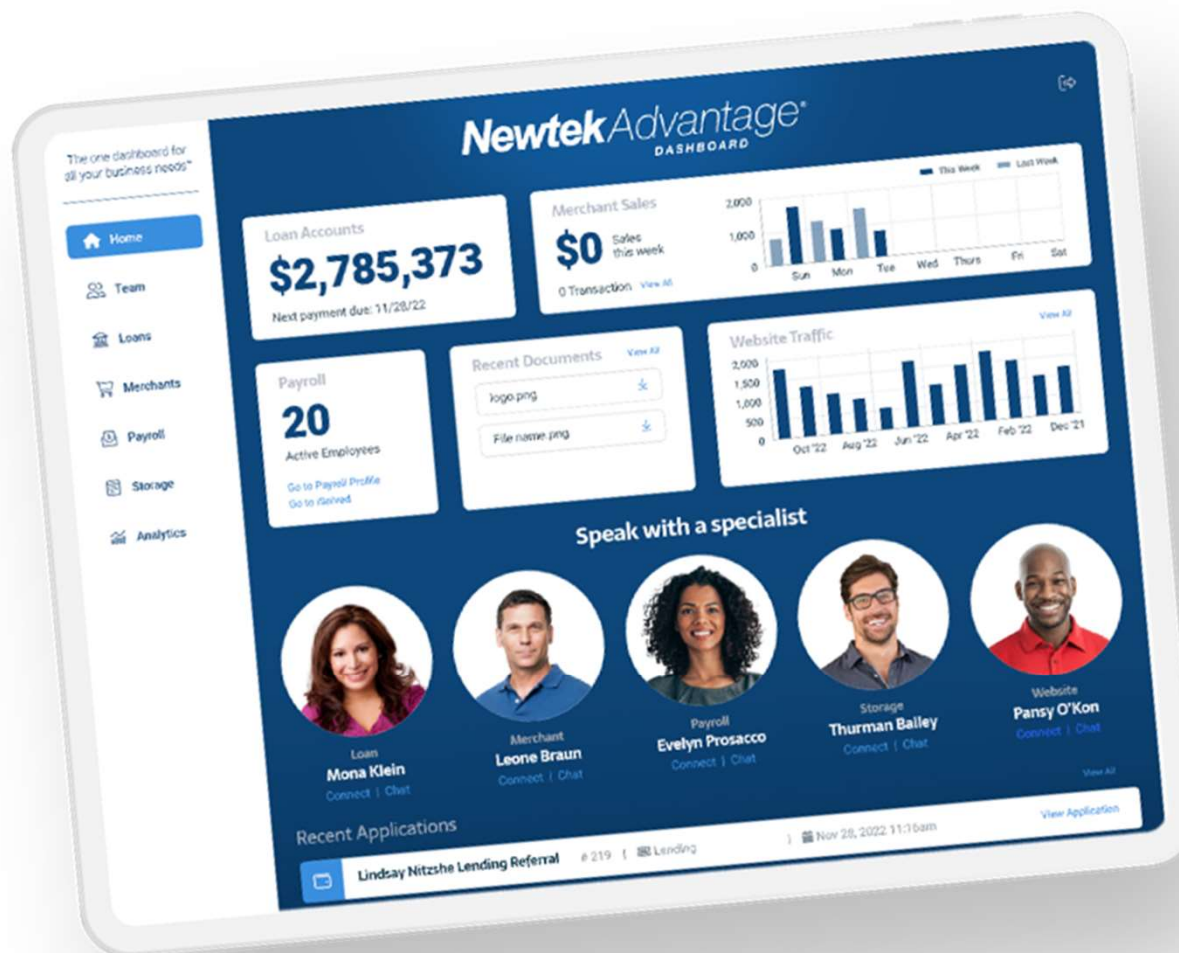 The one dashboard for
all your business needs"
Home
Team
Loans
Merchants
Payroll
Storage
Analytics
NewtekAdvantage®
DASHBOARD
Loan Accounts
$2,785,373
Next payment due: 11/28/22
Merchant Sales
$0 Sales
this week
0 Transaction View All
This Week Last Week
2,000
1,000
0
Sun Mon Tue Wed Thurs Fri Sat
Payroll
20
Active Employees
Go to Payroll Profile
Go to iSolved
Recent Documents View All
logo.png
File name.png
Website Traffic View All
2,000
1,500
1,000
500
0
Oct '22 Aug '22 Jun '22 Apr '22 Feb '22 Dec '21
Speak with a specialist
Loan
Mona Klein
Connect | Chat
Merchant
Leone Braun
Connect | Chat
Payroll
Evelyn Prosacco
Connect | Chat
Storage
Thurman Bailey
Connect | Chat
Website
Pansy O'Kon
Connect | Chat
Recent Applications View All
Lindsay Nitzshe Lending Referral # 219 | Lending | Nov 28, 2022 11:16am View Application